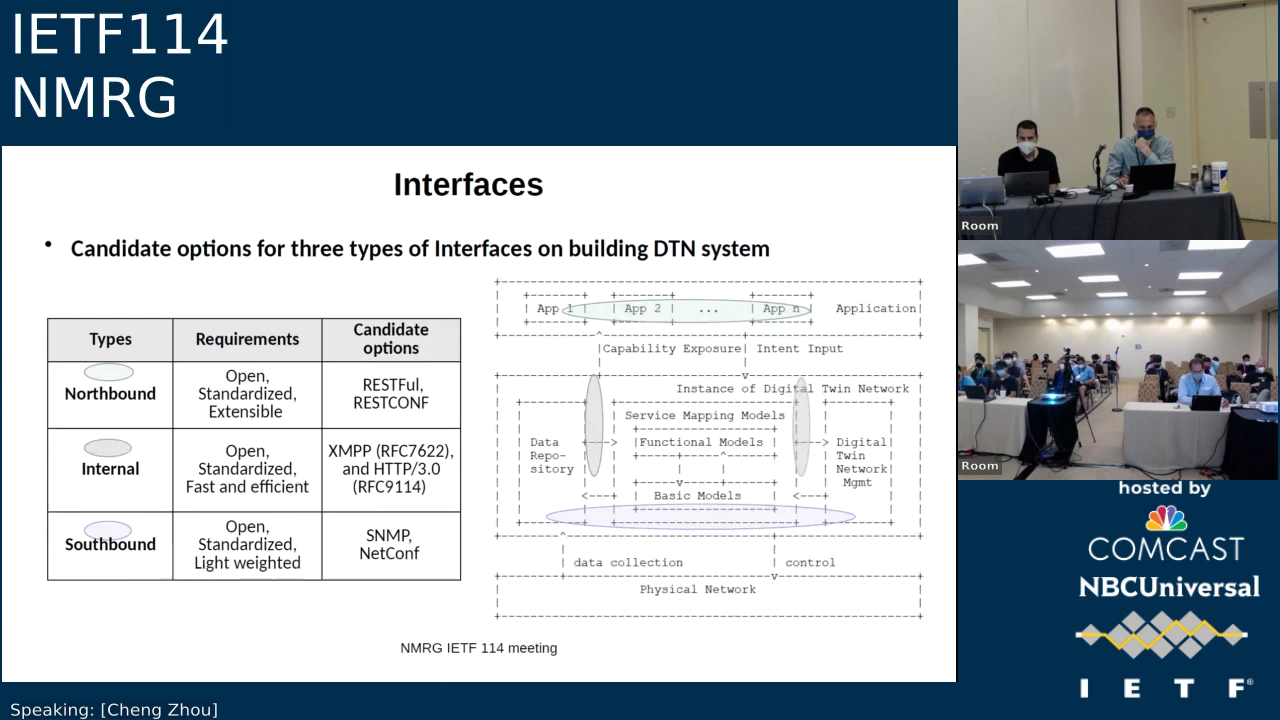 IETF114
NMRG
Interfaces
• Candidate options for three types of Interfaces on building DTN system
Types
Requirements
Candidate
options
Northbound
Open,
Standardized,
Extensible
RESTFul,
RESTCONF
Internal
Open,
Standardized,
Fast and efficient
XMPP (RFC7622),
and HTTP/3.0
(RFC9114)
Southbound
Open,
Standardized,
Light weighted
SNMP,
NetConf
App 1
App 2
...
App n
Application
Capability Exposure
Intent Input
Instance of Digital Twin Network
Service Mapping Models
Data
Repo-
sitory
Functional Models
Digital
Twin
Network
Mgmt
Basic Models
data collection
control
Physical Network
NMRG IETF 114 meeting
Room
Room
hosted by
COMCAST
NBCUniversal
I E T F®
Speaking: [Cheng Zhou]